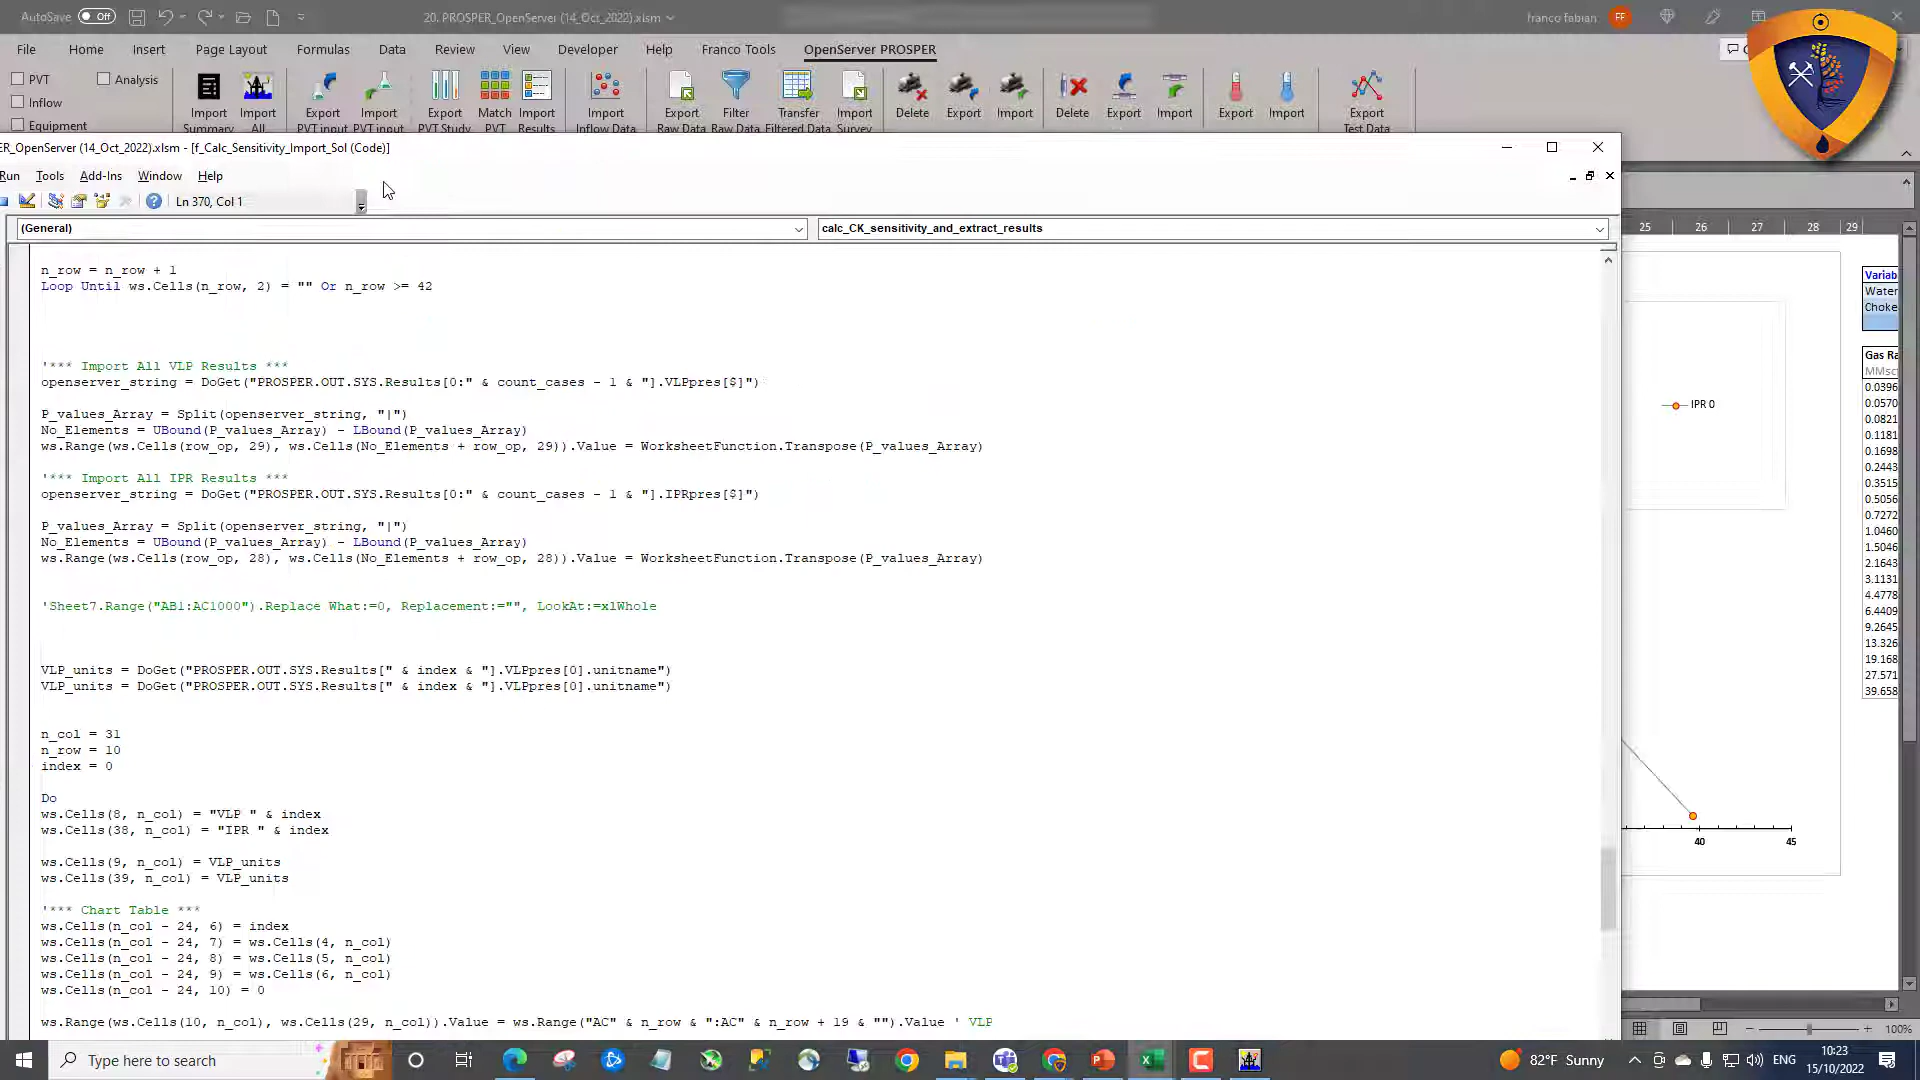 AutoSave Off
20. PROSPER_OpenServer (14_Oct_2022).xlsm
franco fabian FF
File Home Insert Page Layout Formulas Data Review View Developer Help Franco Tools OpenServer PROSPER
PVT Analysis
Inflow
Equipment
Import Summary
Import All
Export PVT input
Import PVT input
Export PVT Study
Match PVT
Import Results
Import Inflow Data
Export Raw Data
Filter Raw Data
Transfer Filtered Data
Import Survey
Delete
Export
Import
Delete
Export
Import
Export
Import
Export Test Data
ER_OpenServer (14_Oct_2022).xlsm - [f_Calc_Sensitivity_Import_Sol (Code)]
Run Tools Add-Ins Window Help
Ln 370, Col 1
(General) calc_CK_sensitivity_and_extract_results
n_row = n_row + 1
Loop Until ws.Cells(n_row, 2) = "" Or n_row >= 42
'*** Import All VLP Results ***
openserver_string = DoGet("PROSPER.OUT.SYS.Results[0:" & count_cases - 1 & "].VLPpres[$]")
P_values_Array = Split(openserver_string, "|")
No_Elements = UBound(P_values_Array) - LBound(P_values_Array)
ws.Range(ws.Cells(row_op, 29), ws.Cells(No_Elements + row_op, 29)).Value = WorksheetFunction.Transpose(P_values_Array)
'*** Import All IPR Results ***
openserver_string = DoGet("PROSPER.OUT.SYS.Results[0:" & count_cases - 1 & "].IPRpres[$]")
P_values_Array = Split(openserver_string, "|")
No_Elements = UBound(P_values_Array) - LBound(P_values_Array)
ws.Range(ws.Cells(row_op, 28), ws.Cells(No_Elements + row_op, 28)).Value = WorksheetFunction.Transpose(P_values_Array)
'Sheet7.Range("AB1:AC1000").Replace What:=0, Replacement:="", LookAt:=xlWhole
VLP_units = DoGet("PROSPER.OUT.SYS.Results[" & index & "].VLPpres[0].unitname")
VLP_units = DoGet("PROSPER.OUT.SYS.Results[" & index & "].VLPpres[0].unitname")
n_col = 31
n_row = 10
index = 0
Do
ws.Cells(8, n_col) = "VLP " & index
ws.Cells(38, n_col) = "IPR " & index
ws.Cells(9, n_col) = VLP_units
ws.Cells(39, n_col) = VLP_units
'*** Chart Table ***
ws.Cells(n_col - 24, 6) = index
ws.Cells(n_col - 24, 7) = ws.Cells(4, n_col)
ws.Cells(n_col - 24, 8) = ws.Cells(5, n_col)
ws.Cells(n_col - 24, 9) = ws.Cells(6, n_col)
ws.Cells(n_col - 24, 10) = 0
ws.Range(ws.Cells(10, n_col), ws.Cells(29, n_col)).Value = ws.Range("AC" & n_row & ":AC" & n_row + 19 & "").Value ' VLP
25 26 27 28 29
Variab
Water
Choke
Gas Ra
MMsc
0.0396
0.0570
0.0821
0.1181
0.1698
0.2443
0.3515
0.5056
0.7272
1.0460
1.5046
2.1643
3.1131
4.4778
6.4409
9.2645
13.326
19.168
27.571
39.658
IPR 0
40 45
100%
Type here to search
82°F Sunny
ENG
10:23
15/10/2022